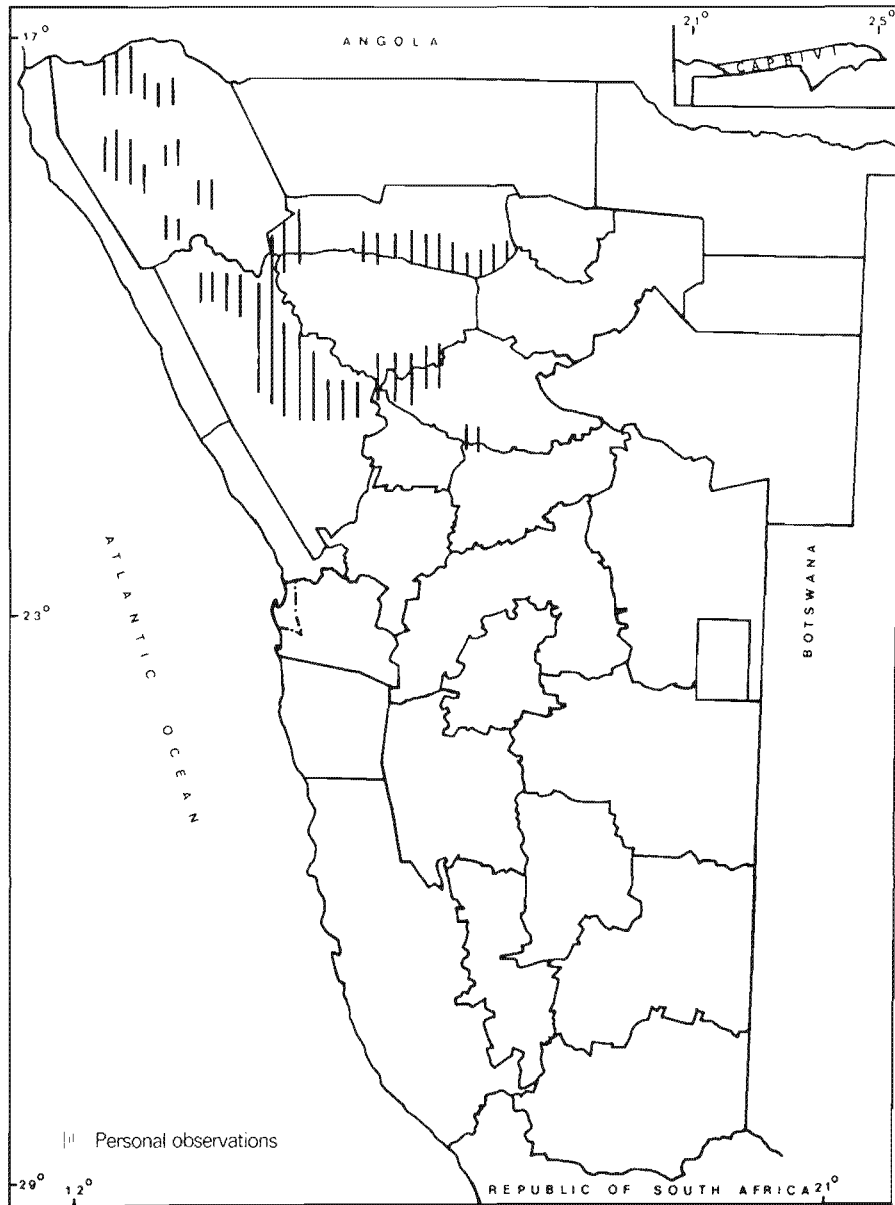 17°
ANGOLA
21°
25°
CAPRIVI
ATLANTIC OCEAN
23°
BOTSWANA
Personal observations
29°
12°
REPUBLIC OF SOUTH AFRICA
21°